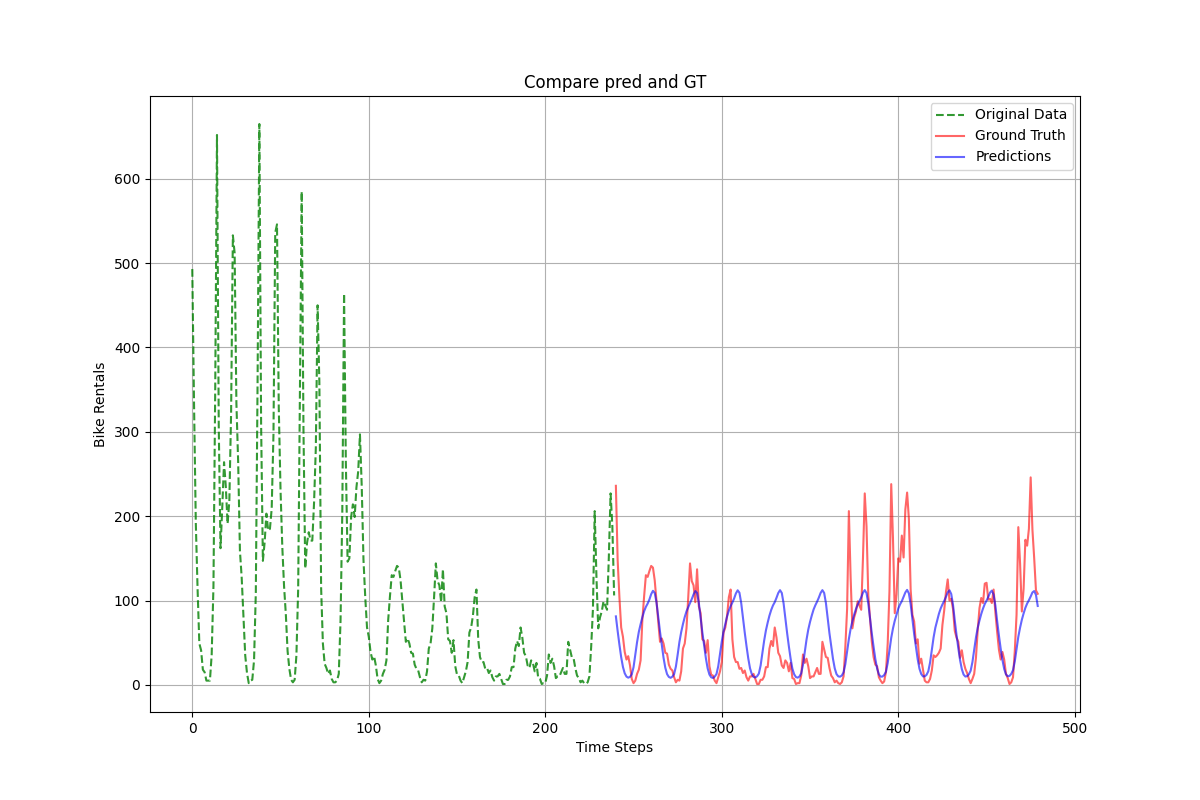 Compare pred and GT
Original Data
Ground Truth
Predictions
Bike Rentals
600
500
400
300
200
100
0
0 100 200 300 400 500
Time Steps